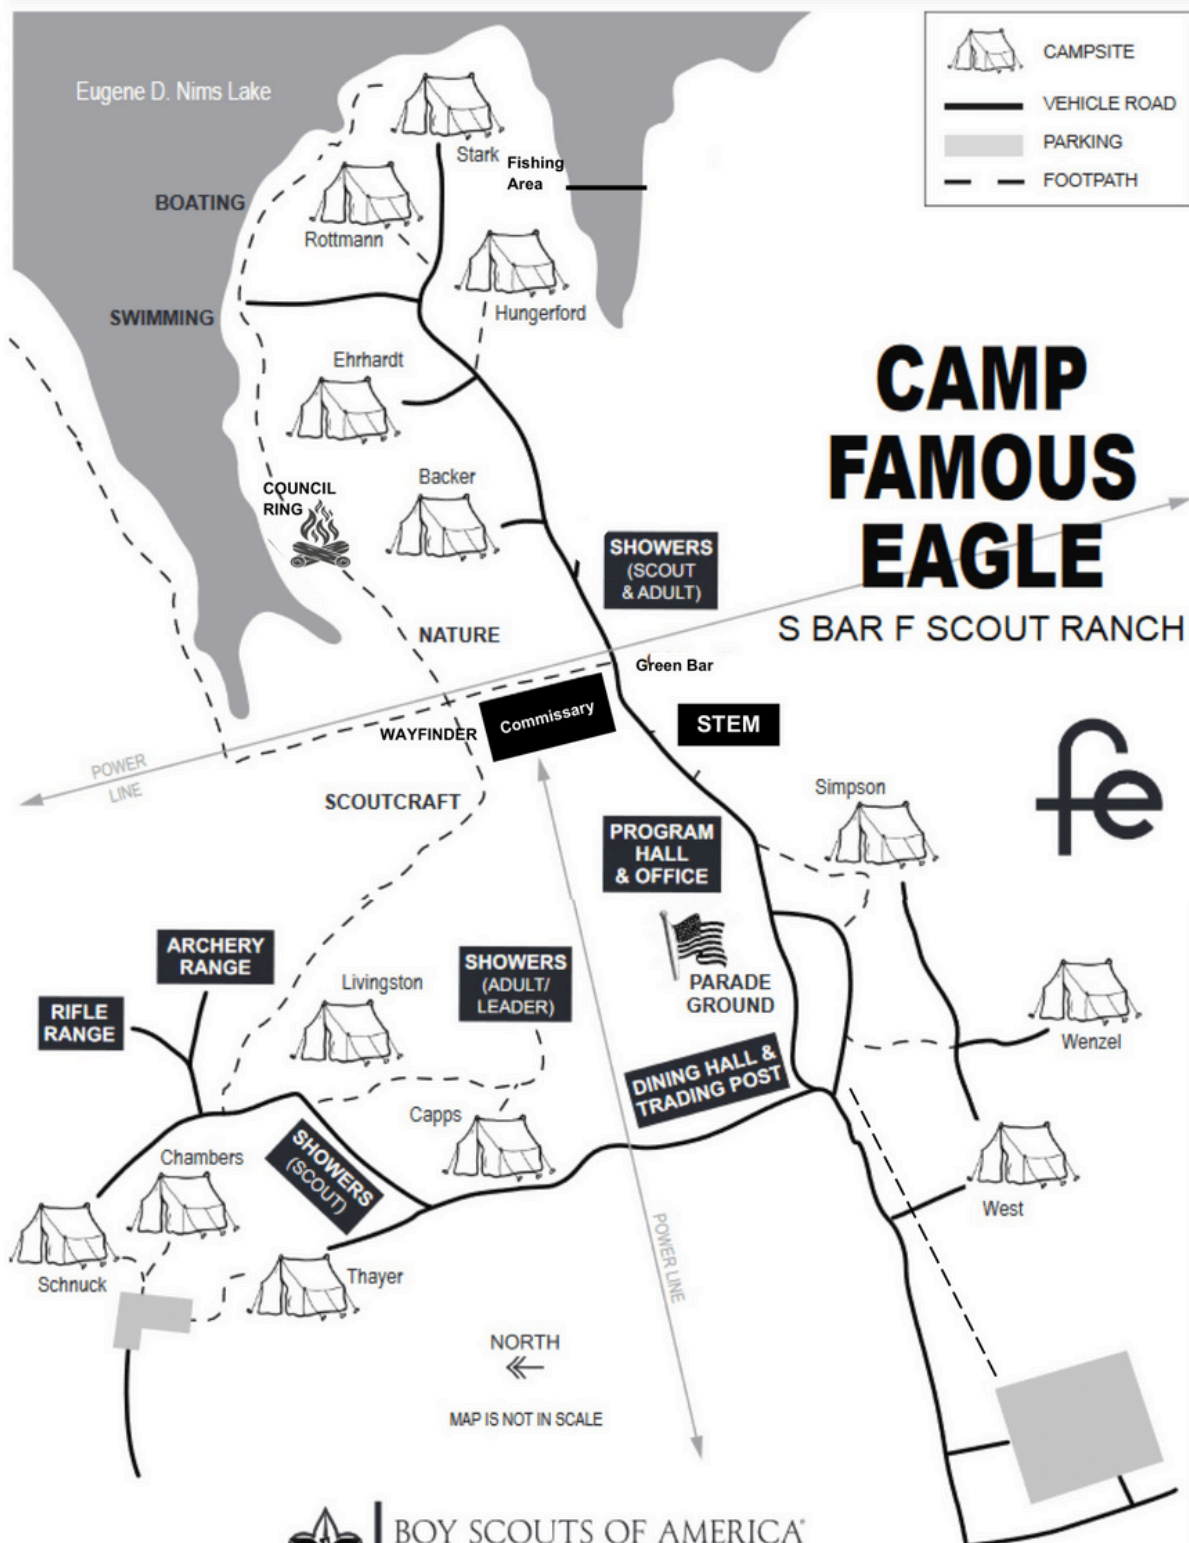 CAMPSITE
VEHICLE ROAD
PARKING
FOOTPATH
Eugene D. Nims Lake
Stark
Fishing
Area
BOATING
Rottmann
SWIMMING
Hungerford
Ehrhardt
CAMP
FAMOUS
EAGLE
S BAR F SCOUT RANCH
Backer
COUNCIL
RING
SHOWERS
(SCOUT
& ADULT)
NATURE
Green Bar
Commissary
WAYFINDER
STEM
POWER
LINE
SCOUTCRAFT
fe
Simpson
PROGRAM
HALL
& OFFICE
ARCHERY
RANGE
RIFLE
RANGE
Livingston
SHOWERS
(ADULT/
LEADER)
PARADE
GROUND
Wenzel
DINING HALL &
TRADING POST
Capps
Chambers
SHOWERS
(SCOUT)
West
Schnuck
Thayer
POWER LINE
NORTH
MAP IS NOT IN SCALE
BOY SCOUTS OF AMERICA®